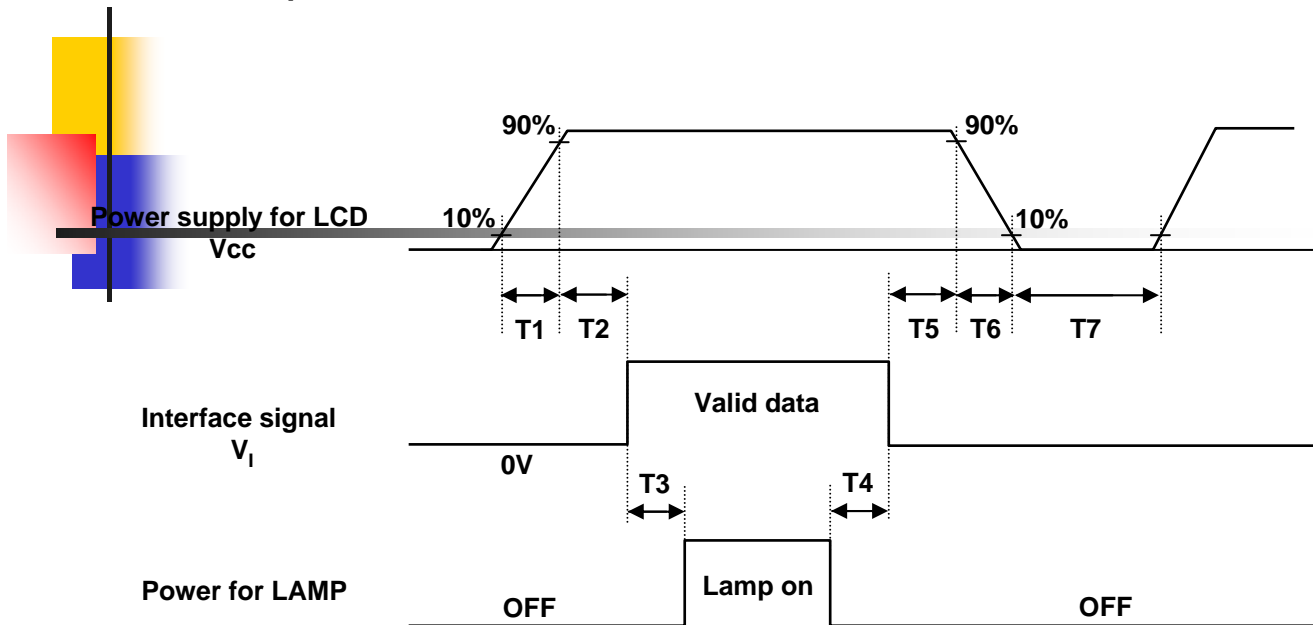 90%
90%
Power supply for LCD
10%
10%
Vcc
T1
T2
T5
T6
T7
Valid data
Interface signal
VI
0V
T3
T4
Power for LAMP
Lamp on
OFF
OFF